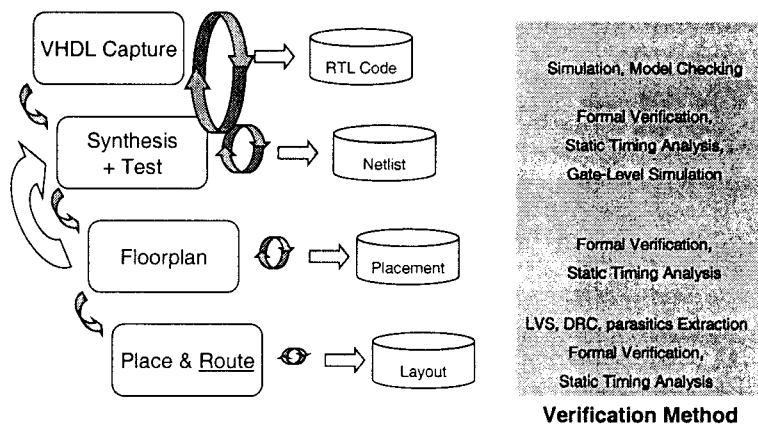 VHDL Capture
RTL Code
Simulation, Model Checking
Synthesis
+ Test
Netlist
Formal Verification,
Static Timing Analysis, ,
Gate-Level Simulation
Floorplan
Placement
Formal Verification,
Static Timing Analysis
Place & Route
Layout
LVS, DRC, parasitics Extraction
Formal Verification,
Static Timing Analysis
Verification Method